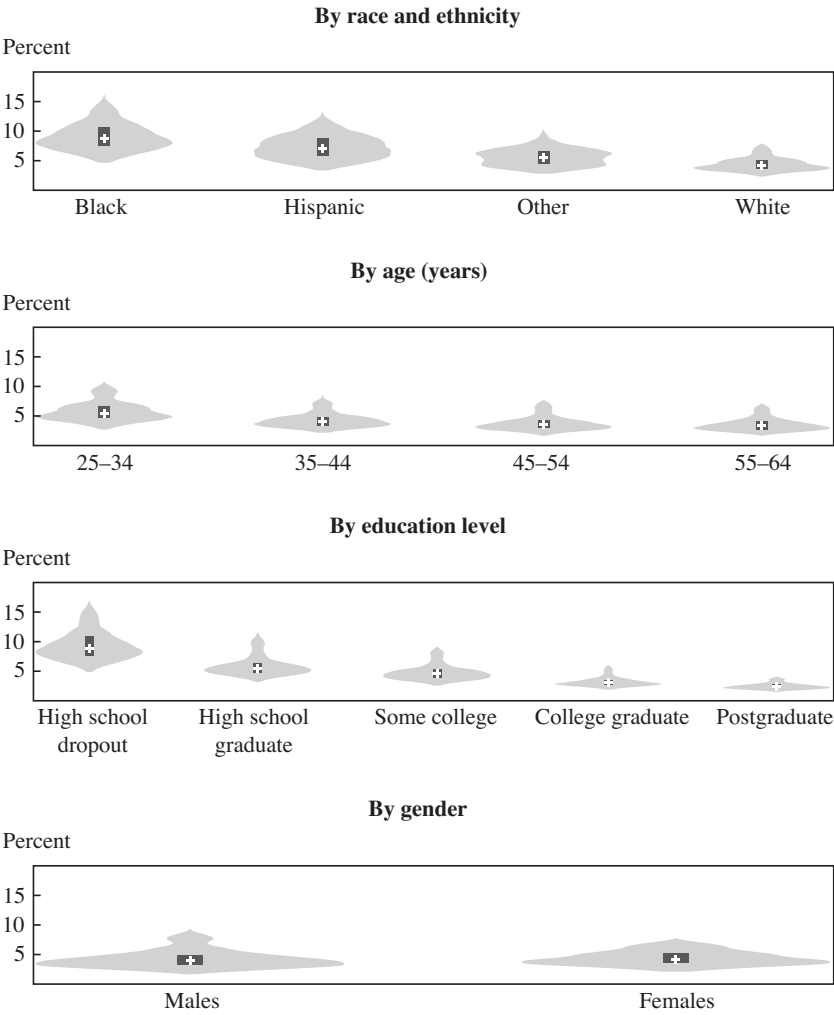 By race and ethnicity
Percent
15
10
5
Black Hispanic Other White
By age (years)
Percent
15
10
5
25–34 35–44 45–54 55–64
By education level
Percent
15
10
5
High school High school Some college College graduate Postgraduate
dropout graduate
By gender
Percent
15
10
5
Males Females